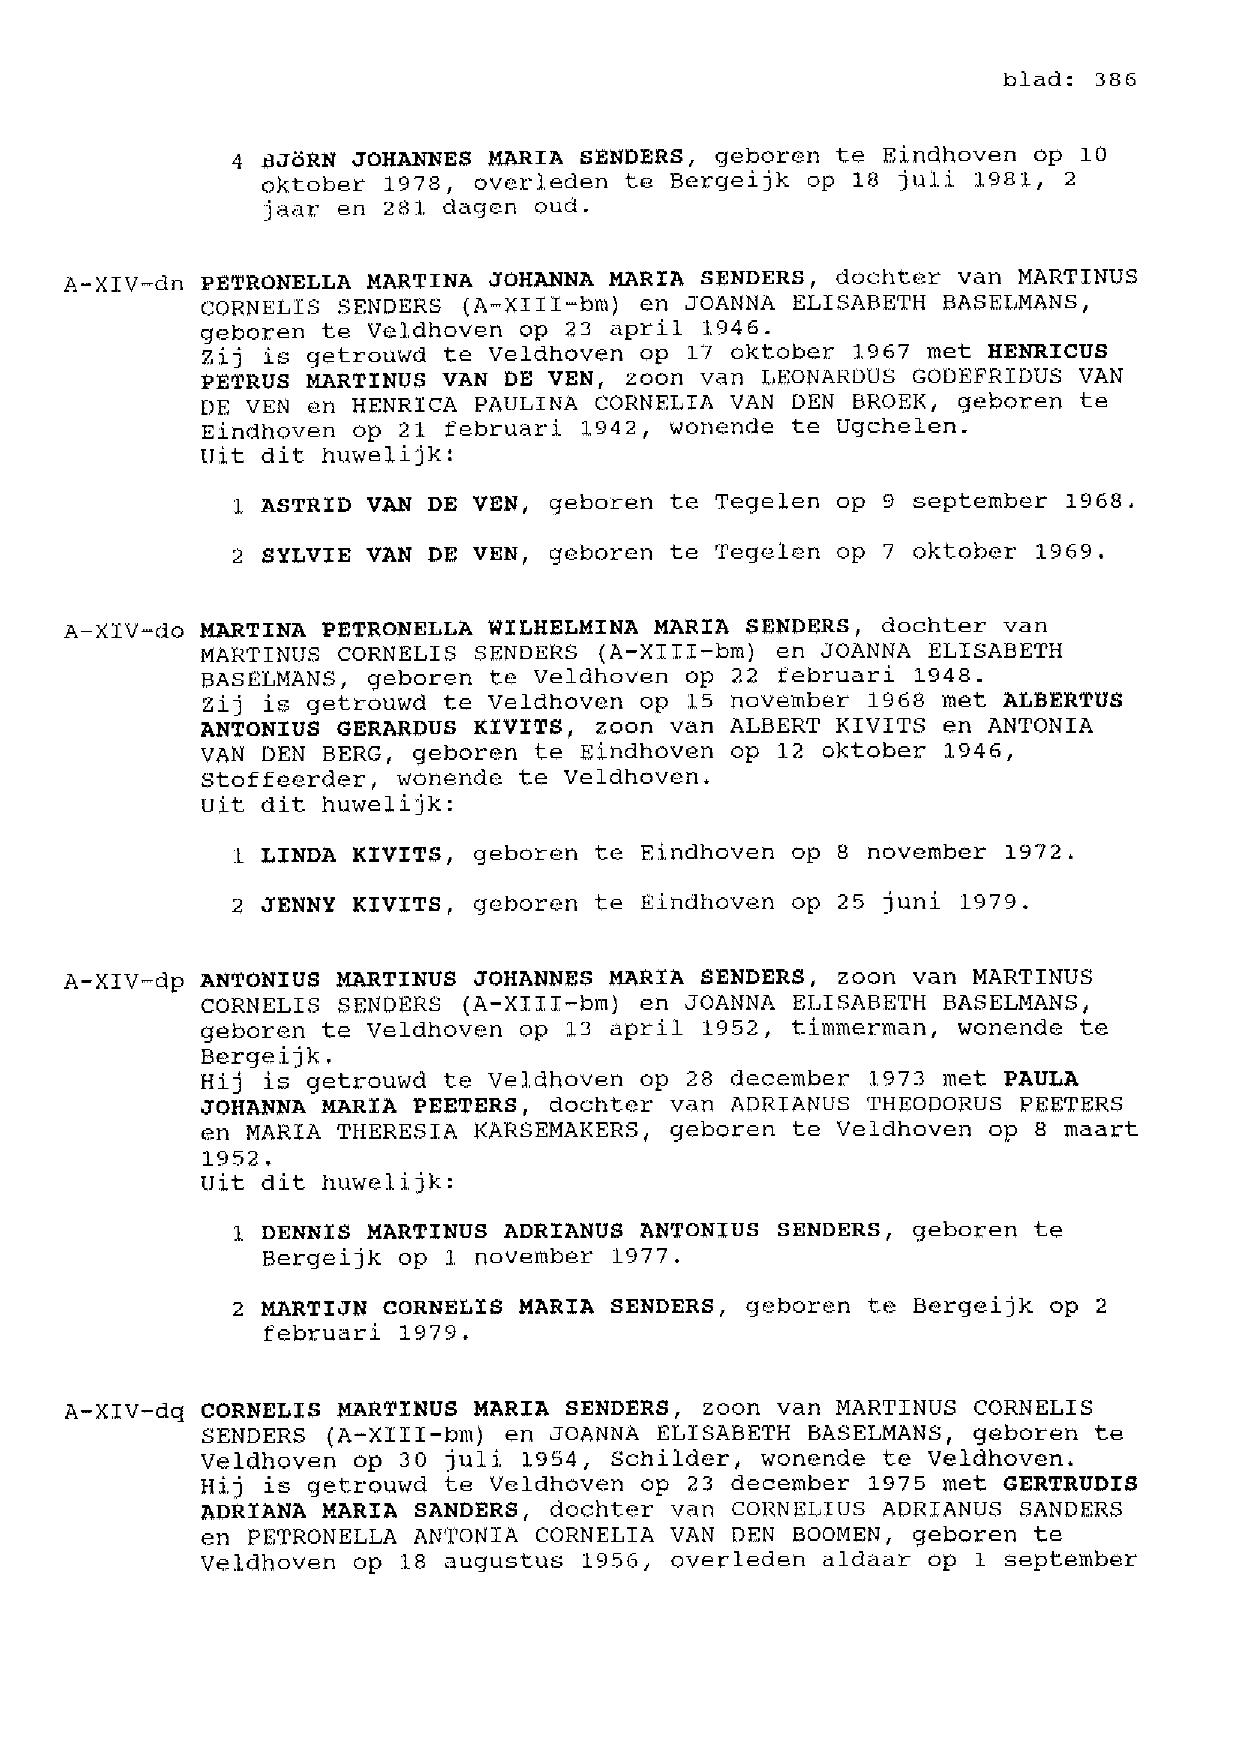 blad: 386
4 BJÖRN JOHANNES MARIA SENDERS, geboren te Eindhoven op 10
oktober 1978, overleden te Bergeijk op 18 juli 1981, 2
jaar en 281 dagen oud.
A-XIV-dn PETRONELLA MARTINA JOHANNA MARIA SENDERS, dochter van MARTINUS
CORNELIS SENDERS (A-XIII-bm) en JOANNA ELISABETH BASELMANS,
geboren te Veldhoven op 23 april 1946.
Zij is getrouwd te Veldhoven op 17 oktober 1967 met HENRICUS
PETRUS MARTINUS VAN DE VEN, zoon van LEONARDUS GODEFRIDUS VAN
DE VEN en HENRICA PAULINA CORNELIA VAN DEN BROEK, geboren te
Eindhoven op 21 februari 1942, wonende te Ugchelen.
Uit dit huwelijk:
1 ASTRID VAN DE VEN, geboren te Tegelen op 9 september 1968.
2 SYLVIE VAN DE VEN, geboren te Tegelen op 7 oktober 1969.
A-XIV-do MARTINA PETRONELLA WILHELMINA MARIA SENDERS, dochter van
MARTINUS CORNELIS SENDERS (A-XIII-bm) en JOANNA ELISABETH
BASELMANS, geboren te Veldhoven op 22 februari 1948.
Zij is getrouwd te Veldhoven op 15 november 1968 met ALBERTUS
ANTONIUS GERARDUS KIVITS, zoon van ALBERT KIVITS en ANTONIA
VAN DEN BERG, geboren te Eindhoven op 12 oktober 1946,
Stoffeerder, wonende te Veldhoven.
Uit dit huwelijk:
1 LINDA KIVITS, geboren te Eindhoven op 8 november 1972.
2 JENNY KIVITS, geboren te Eindhoven op 25 juni 1979.
A-XIV-dp ANTONIUS MARTINUS JOHANNES MARIA SENDERS, zoon van MARTINUS
CORNELIS SENDERS (A-XIII-bm) en JOANNA ELISABETH BASELMANS,
geboren te Veldhoven op 13 april 1952, timmerman, wonende te
Bergeijk.
Hij is getrouwd te Veldhoven op 28 december 1973 met PAULA
JOHANNA MARIA PEETERS, dochter van ADRIANUS THEODORUS PEETERS
en MARIA THERESIA KARSEMAKERS, geboren te Veldhoven op 8 maart
1952.
Uit dit huwelijk:
1 DENNIS MARTINUS ADRIANUS ANTONIUS SENDERS, geboren te
Bergeijk op 1 november 1977.
2 MARTIJN CORNELIS MARIA SENDERS, geboren te Bergeijk op 2
februari 1979.
A-XIV-dq CORNELIS MARTINUS MARIA SENDERS, zoon van MARTINUS CORNELIS
SENDERS (A-XIII-bm) en JOANNA ELISABETH BASELMANS, geboren te
Veldhoven op 30 juli 1954, Schilder, wonende te Veldhoven.
Hij is getrouwd te Veldhoven op 23 december 1975 met GERTRUDIS
ADRIANA MARIA SANDERS, dochter van CORNELIUS ADRIANUS SANDERS
en PETRONELLA ANTONIA CORNELIA VAN DEN BOOMEN, geboren te
Veldhoven op 18 augustus 1956, overleden aldaar op 1 september